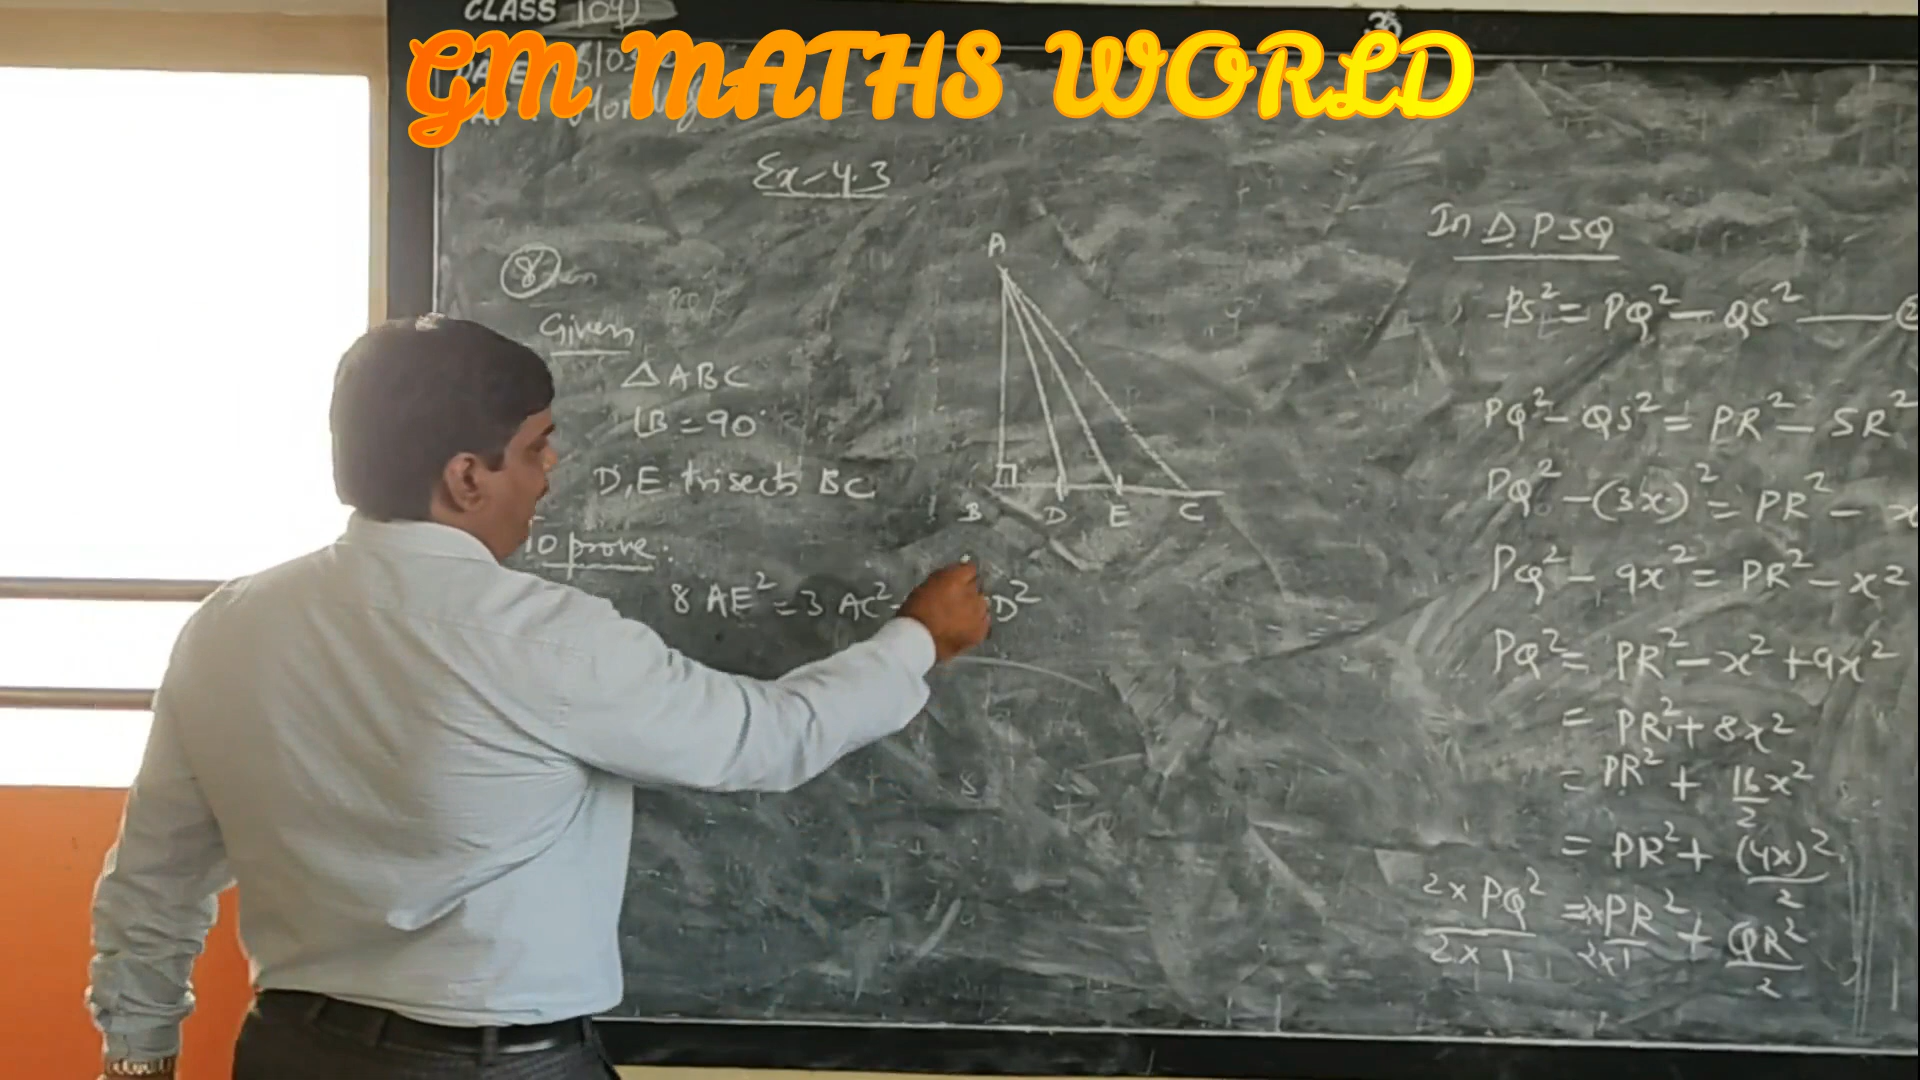 CLASS
GM MATHS WORLD
Ex-4.3
8
Given
△ABC
∠B = 90°
D, E trisects BC
To prove:
8 AE² = 3 AC² D²
A
B D E C
In △ PSQ
PS² = PQ² - QS² — 2
PQ² - QS² = PR² - SR²
PQ² - (3x)² = PR² - x
PQ² - 9x² = PR² - x²
PQ² = PR² - x² + 9x²
= PR² + 8x²
= PR² + 16x²/2
= PR² + (4x)²/2
2×PQ²/2×1 = 2×PR²/2×1 + QR²/2